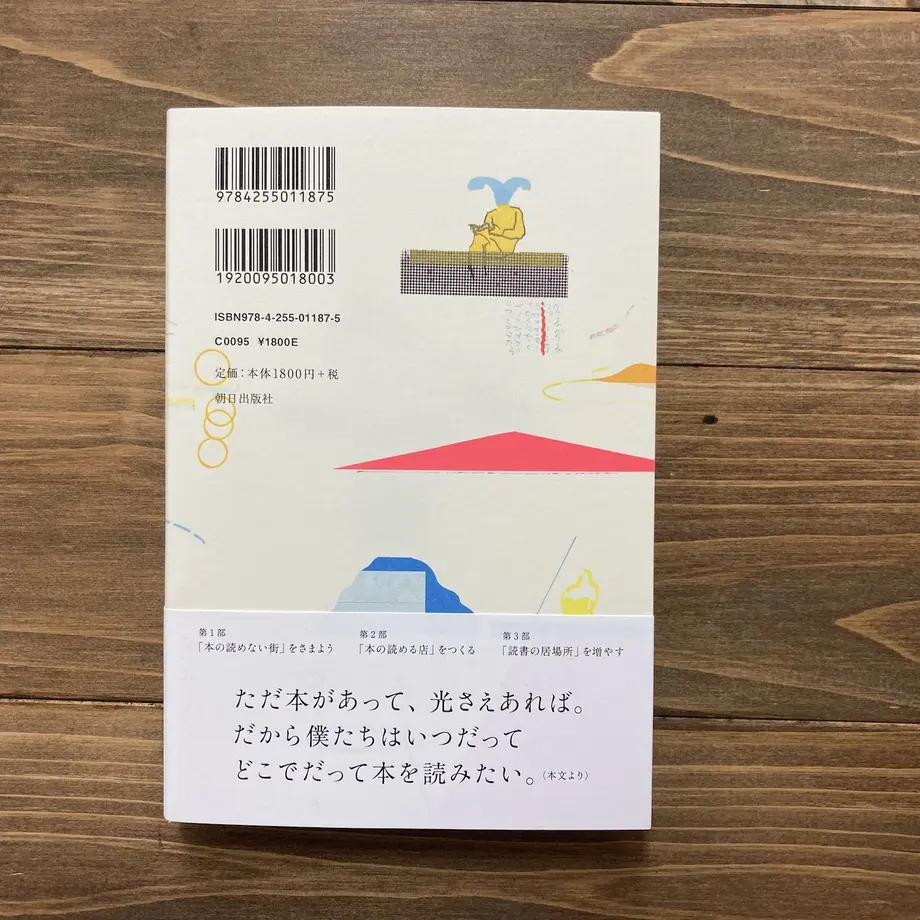 9784255011875
1920095018003
ISBN978-4-255-01187-5
C0095 ¥1800E
定価：本体1800円＋税
朝日出版社
第1部
「本の読めない街」をさまよう
第2部
「本の読める店」をつくる
第3部
「読書の居場所」を増やす
ただ本があって、光さえあれば。
だから僕たちはいつだって
どこでだって本を読みたい。（本文より）